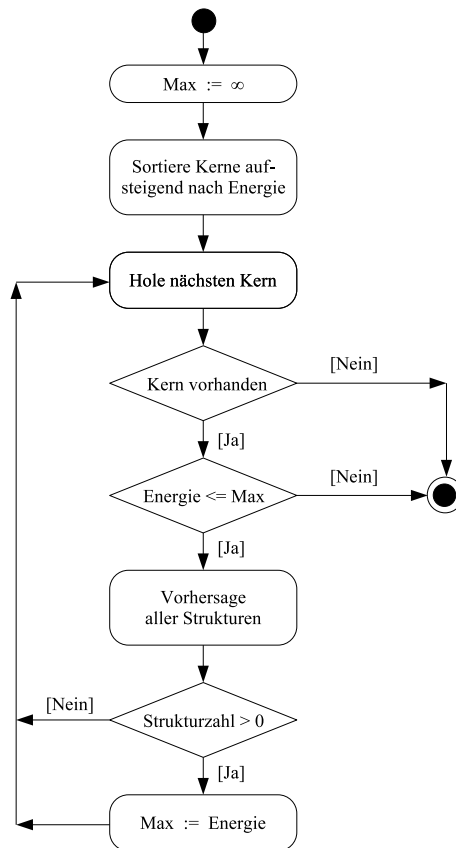 Max := ∞
Sortiere Kerne auf-
steigend nach Energie
Hole nächsten Kern
Kern vorhanden
[Nein]
[Ja]
Energie <= Max
[Nein]
[Ja]
Vorhersage
aller Strukturen
[Nein]
Strukturzahl > 0
[Ja]
Max := Energie